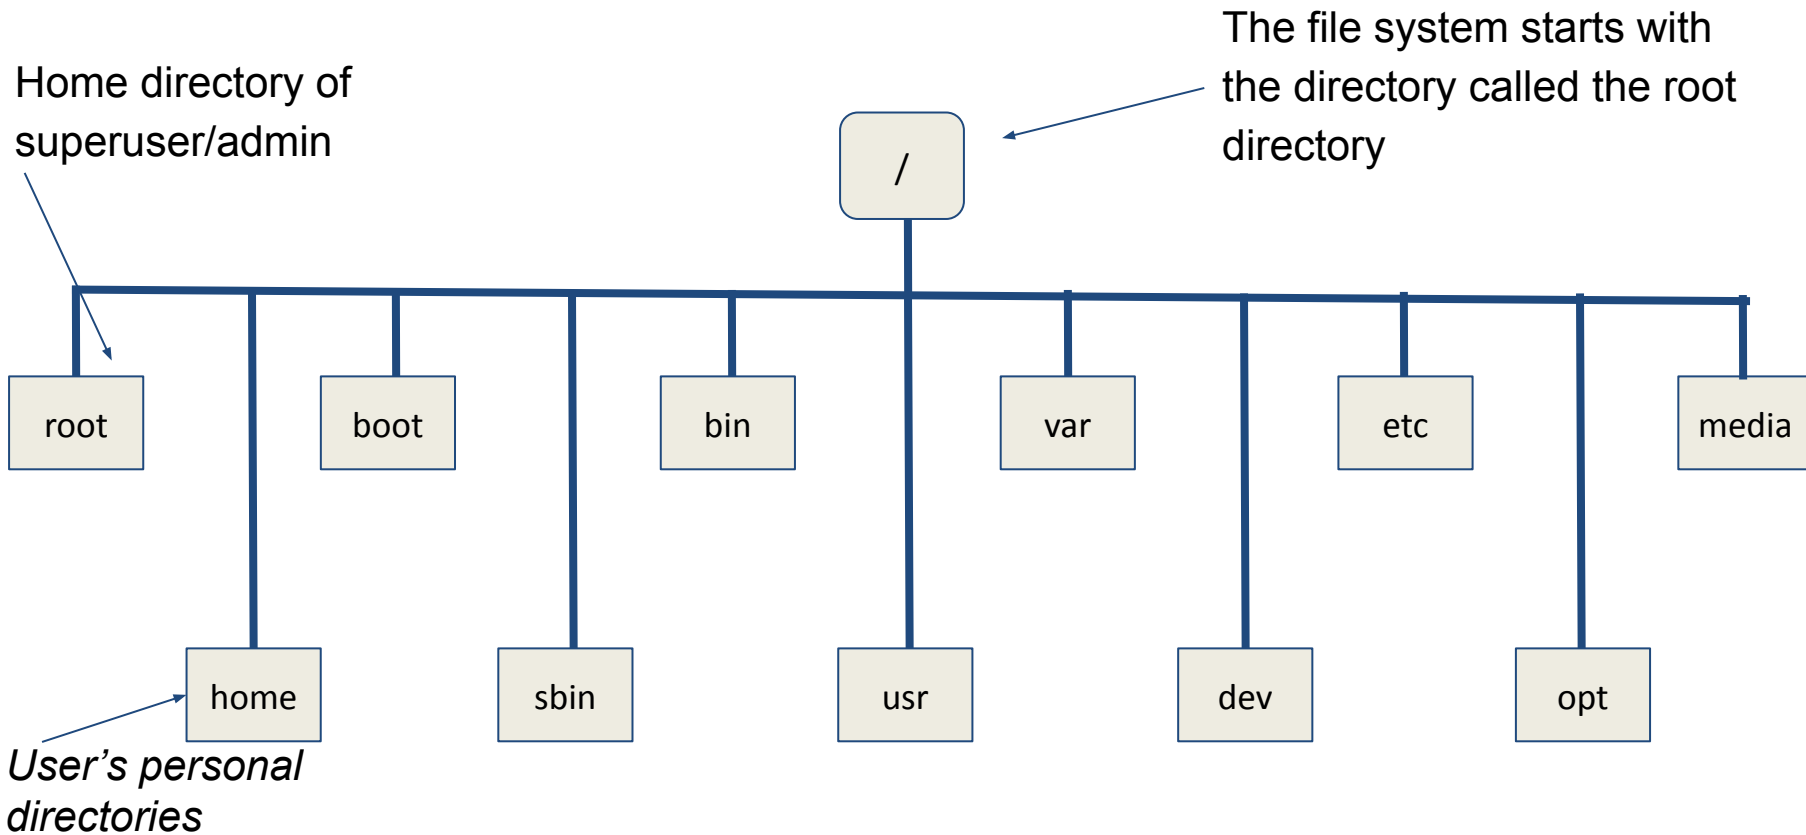 The file system starts with
the directory called the root
directory
Home directory of
superuser/admin
/
root
boot
bin
var
etc
media
home
sbin
usr
dev
opt
User’s personal
directories